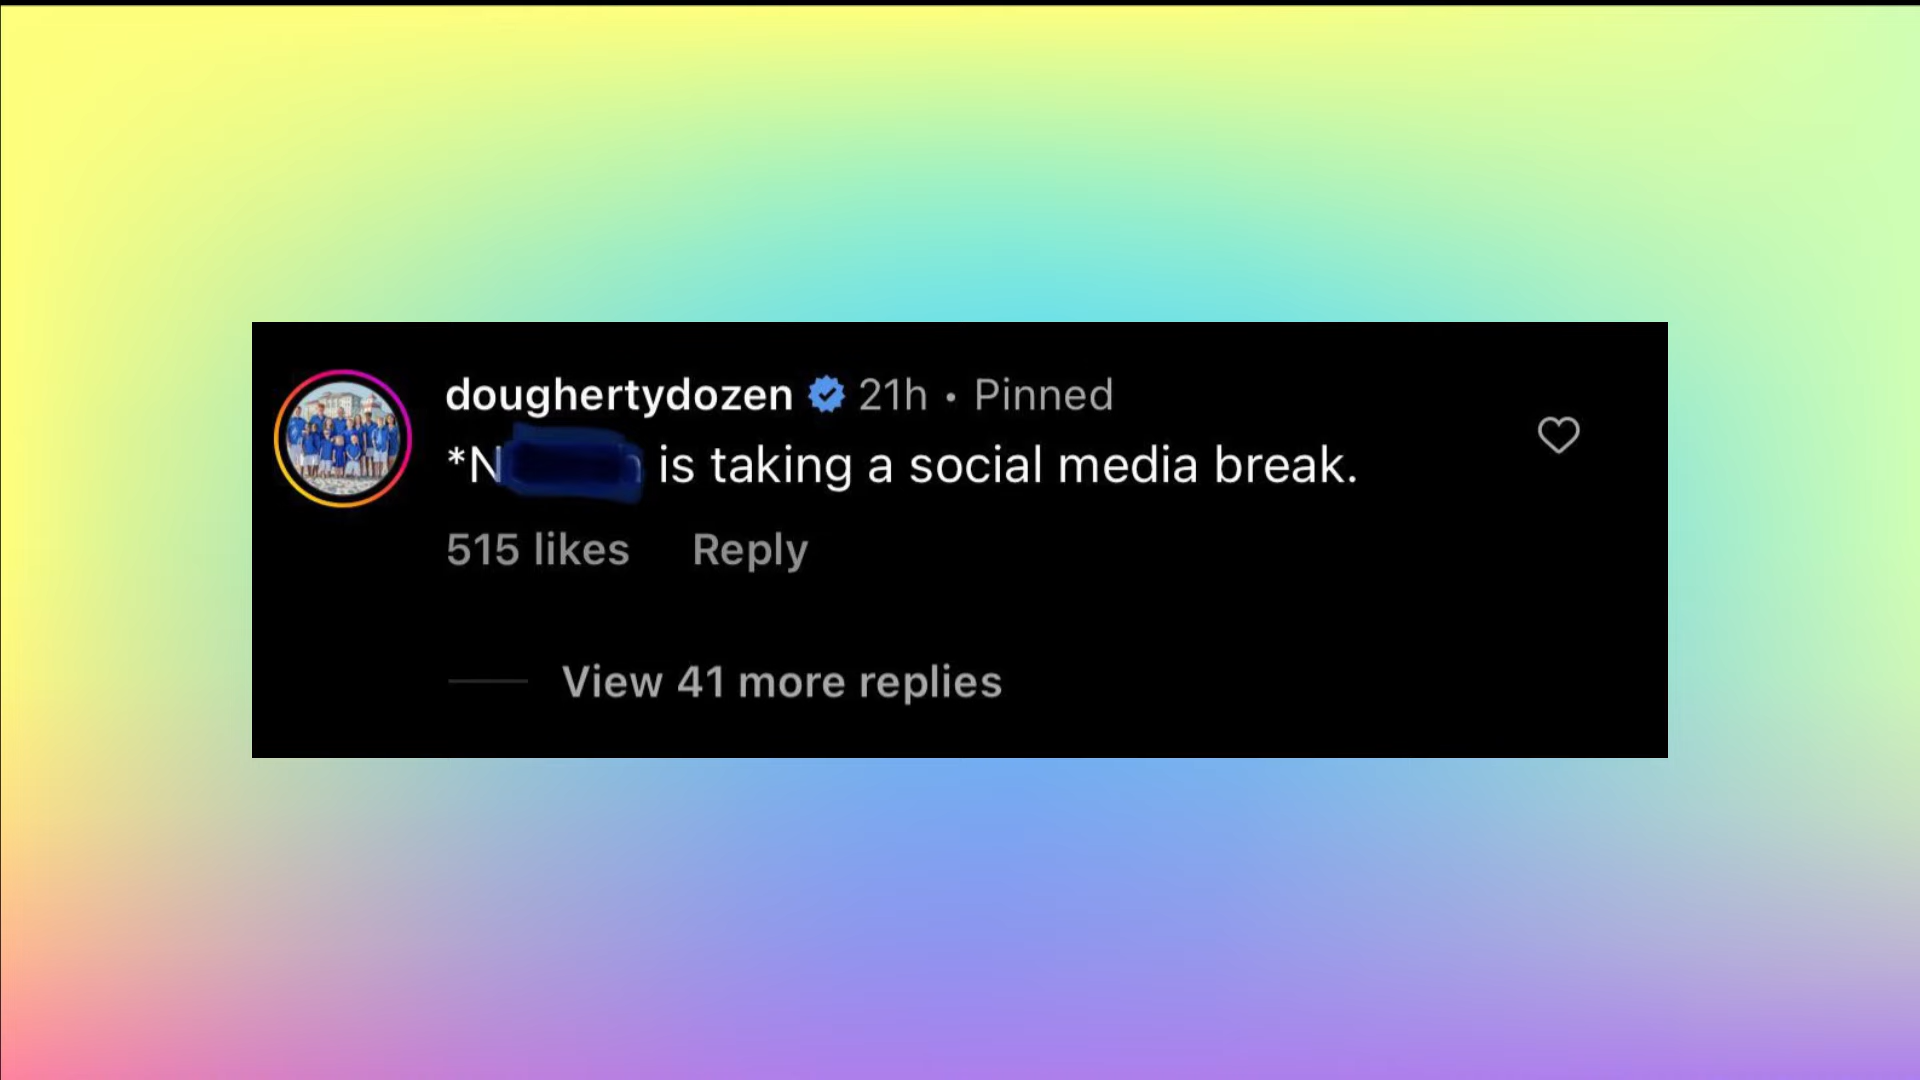 doughertydozen 21h • Pinned
is taking a social media break.
515 likes Reply
View 41 more replies